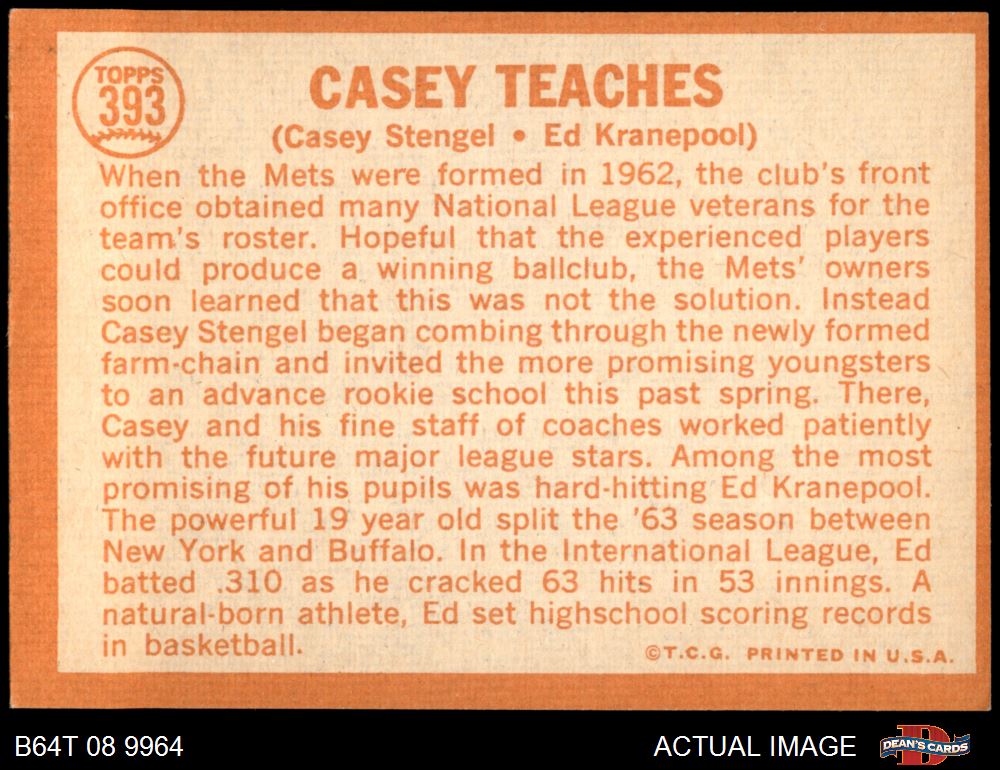 TOPPS
393
CASEY TEACHES
(Casey Stengel • Ed Kranepool)
When the Mets were formed in 1962, the club's front
office obtained many National League veterans for the
team's roster. Hopeful that the experienced players
could produce a winning ballclub, the Mets' owners
soon learned that this was not the solution. Instead
Casey Stengel began combing through the newly formed
farm-chain and invited the more promising youngsters
to an advance rookie school this past spring. There,
Casey and his fine staff of coaches worked patiently
with the future major league stars. Among the most
promising of his pupils was hard-hitting Ed Kranepool.
The powerful 19 year old split the '63 season between
New York and Buffalo. In the International League, Ed
batted .310 as he cracked 63 hits in 53 innings. A
natural-born athlete, Ed set highschool scoring records
in basketball.
©T.C.G. PRINTED IN U.S.A.
B64T 08 9964
ACTUAL IMAGE
D
DEAN'S CARDS